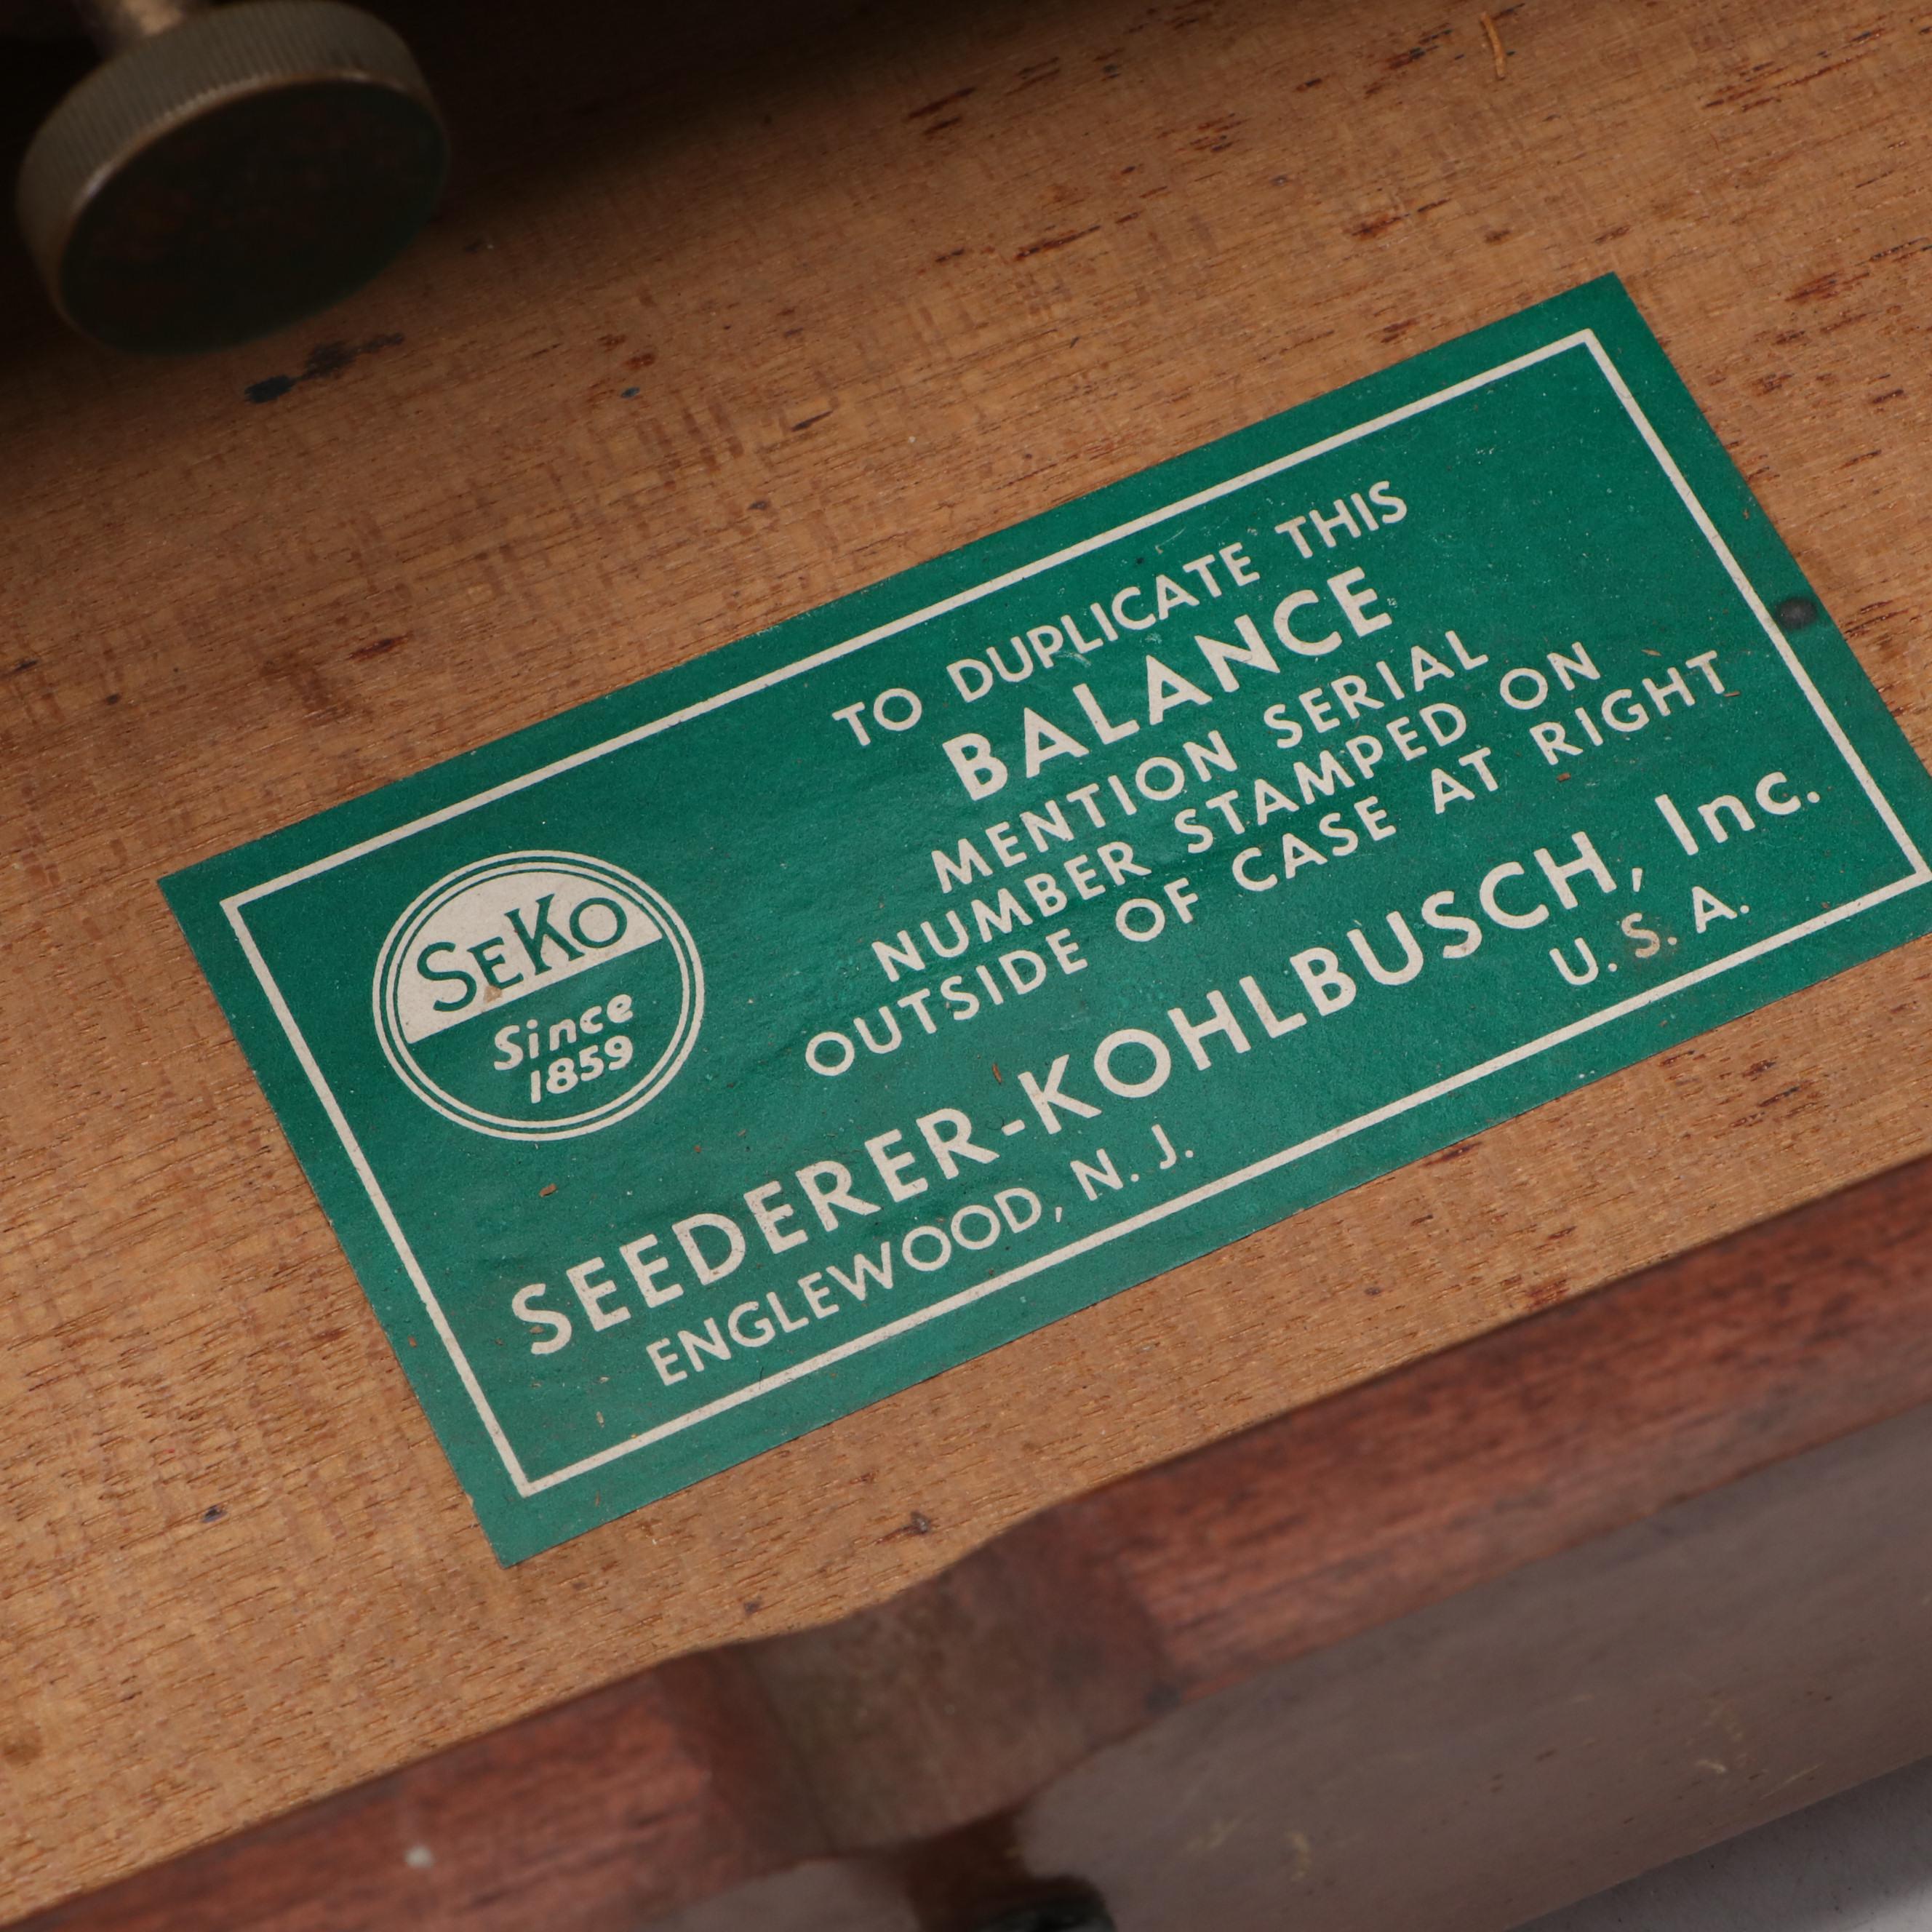 TO DUPLICATE THIS
BALANCE
MENTION SERIAL
NUMBER STAMPED ON
OUTSIDE OF CASE AT RIGHT
SEKO
Since
1859
SEEDERER-KOHLBUSCH, Inc.
ENGLEWOOD, N. J.
U. S. A.